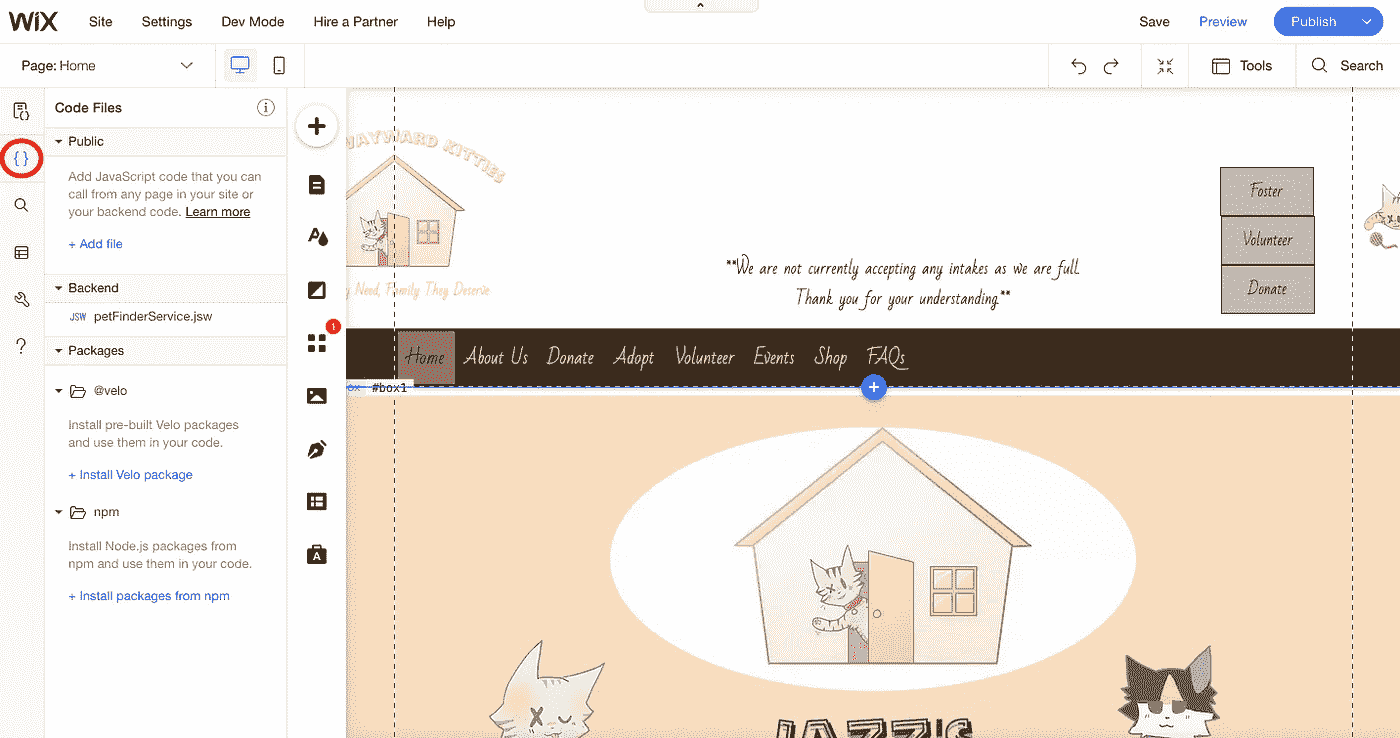 WIX Site Settings Dev Mode Hire a Partner Help Save Preview Publish
Page: Home Tools Search
Code Files
Public
Add JavaScript code that you can
call from any page in your site or
your backend code. Learn more
+ Add file
Backend
JSW petFinderService.jsw
Packages
@velo
Install pre-built Velo packages
and use them in your code.
+ Install Velo package
npm
Install Node.js packages from
npm and use them in your code.
+ Install packages from npm
1
WAYWARD KITTIES
Need, Family They Deserve
**We are not currently accepting any intakes as we are full.
Thank you for your understanding**
Foster
Volunteer
Donate
Home About Us Donate Adopt Volunteer Events Shop FAQs
#box1
JAZZ'S